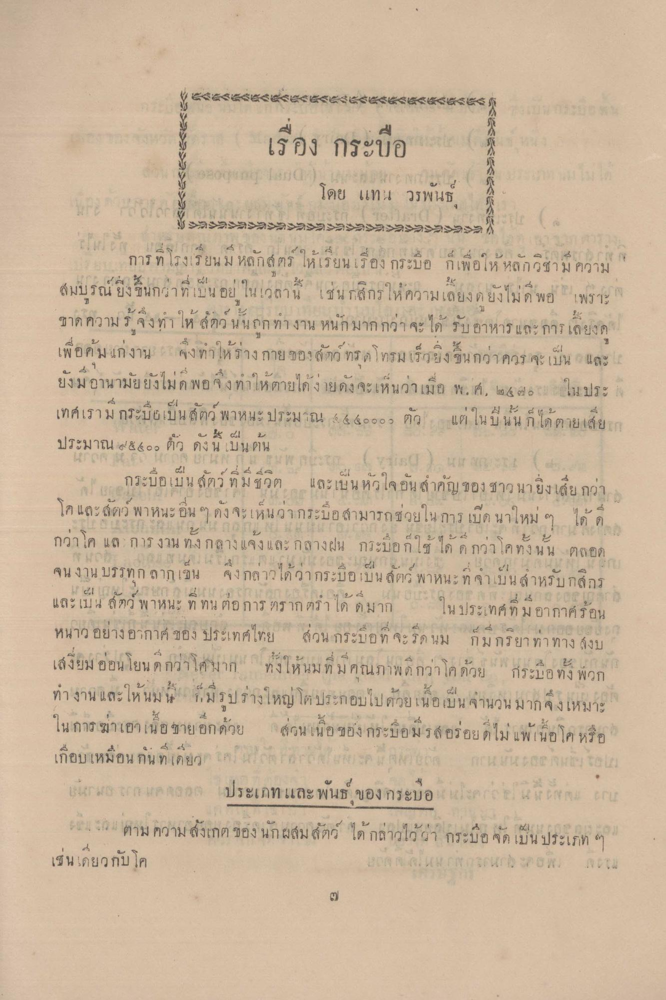 เรื่อง กระบือ
โดย แทน วรพันธุ์
การที่โรงเรียนมีหลักสูตร์ ให้เรียนเรื่อง กระบือ ก็เพื่อให้หลักวิชามีความ
สมบูรณ์ยิ่งขึ้นกว่าที่เป็นอยู่ในเวลานี้ เช่นกสิกรให้ความเลี้ยงดูยังไม่ดีพอ เพราะ
ขาดความรู้จึงทำให้สัตว์นั้นถูกทำงานหนักมากกว่าจะได้ รับอาหารและการเลี้ยงดู
เพื่อคุ้มแก่งาน จึงทำให้ร่างกายของสัตว์ทรุดโทรมเร็วยิ่งขึ้นกว่าควรจะเป็น และ
ยังมีอานามัยยังไม่ดีพอจึงทำให้ตายได้ง่ายดังจะเห็นว่าเมื่อ พ.ศ. ๒๔๗๐ ในประ
เทศเรามีกระบือเป็นสัตว์พาหนะประมาณ ๔๔๔๐๐๐๐ ตัว แต่ในปีนั้นก็ได้ตายเสีย
ประมาณ ๙๕๔๐๐ ตัว ดังนี้เป็นต้น
กระบือเป็นสัตว์ที่มีชีวิต และเป็นหัวใจอันสำคัญของชาวนายิ่งเสียกว่า
โคและสัตว์พาหนะอื่นๆดังจะเห็นว่ากระบือสามารถช่วยในการเบิดนาใหม่ๆ ได้ดี
กว่าโค และการงานทั้งกลางแจ้งและกลางฝน กระบือก็ใช้ได้ดีกว่าโคทั้งนั้น ตลอด
จนงานบรรทุกลากเข็น จึงกล่าวได้ว่ากระบือเป็นสัตว์พาหนะที่จำเป็นสำหรับกสิกร
และเป็นสัตว์พาหนะที่ทนต่อการตรากตรำได้ดีมาก ในประเทศที่มีอากาศร้อน
หนาวอย่างอากาศของประเทศไทย ส่วนกระบือที่จะรีดนม ก็มีกริยาท่าทางสงบ
เสงี่ยมอ่อนโยนดีกว่าโคมาก ทั้งให้นมที่มีคุณภาพดีกว่าโคด้วย กระบือทั้งพวก
ทำงานและให้นมนี้ ก็มีรูปร่างใหญ่โตประกอบไปด้วยเนื้อเป็นจำนวนมากจึงเหมาะ
ในการฆ่าเอาเนื้อขายอีกด้วย ส่วนเนื้อของกระบือมีรสอร่อยดีไม่แพ้เนื้อโคหรือ
เกือบเหมือนกันทีเดียว
ประเภทและพันธุ์ของกระบือ
ตามความสังเกตของนักผสมสัตว์ ได้กล่าวไว้ว่า กระบือจัดเป็นประเภท ๆ
เช่นเดียวกับโค
๗